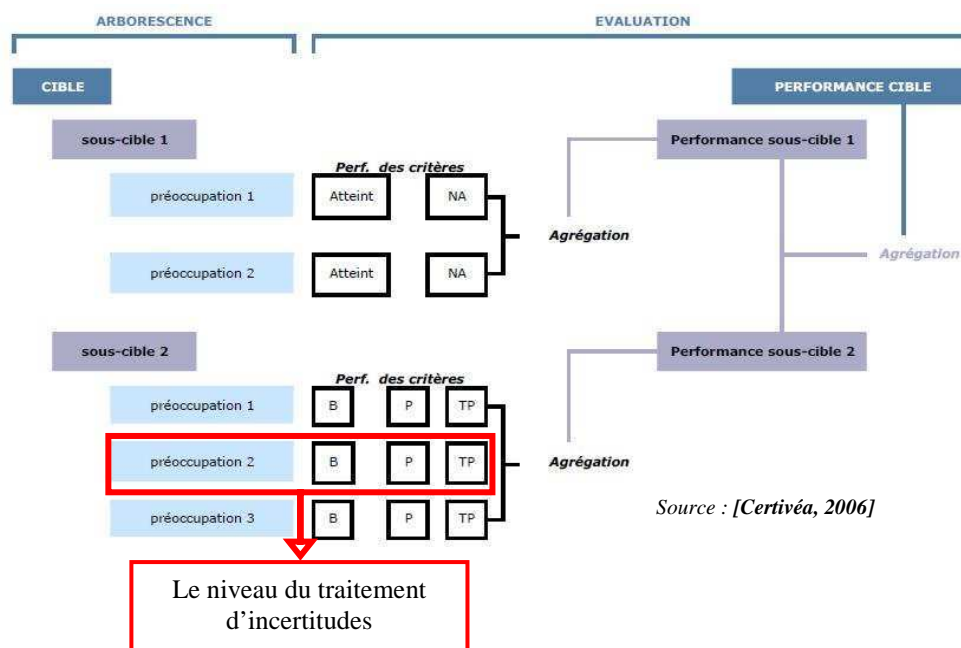 ARBORESCENCE EVALUATION
CIBLE PERFORMANCE CIBLE
sous-cible 1 Performance sous-cible 1
Perf. des critères
préoccupation 1 Atteint NA
Agrégation
Agrégation
préoccupation 2 Atteint NA
sous-cible 2 Performance sous-cible 2
Perf. des critères
préoccupation 1 B P TP
préoccupation 2 B P TP Agrégation
Source : [Certivéa, 2006]
préoccupation 3 B P TP
Le niveau du traitement
d'incertitudes